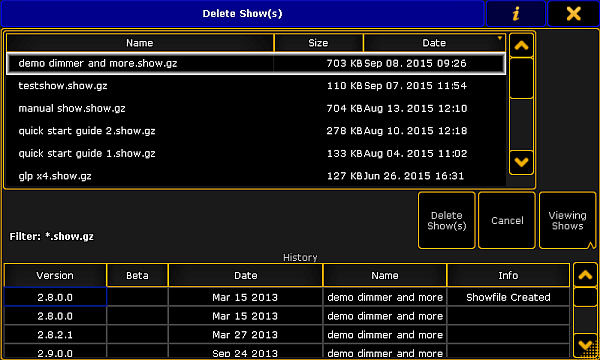 Delete Show(s)
Name Size Date
demo dimmer and more.show.gz 703 KB Sep 08. 2015 09:26
testshow.show.gz 110 KB Sep 07. 2015 11:54
manual show.show.gz 704 KB Aug 13. 2015 12:10
quick start guide 2.show.gz 278 KB Aug 10. 2015 12:18
quick start guide 1.show.gz 133 KB Aug 04. 2015 11:02
glp x4.show.gz 127 KB Jun 26. 2015 16:31
Delete Show(s) Cancel Viewing Shows
Filter: *.show.gz
History
Version Beta Date Name Info
2.8.0.0 Mar 15 2013 demo dimmer and more Showfile Created
2.8.0.0 Mar 15 2013 demo dimmer and more
2.8.2.1 Mar 27 2013 demo dimmer and more
2.9.0.0 Sep 24 2013 demo dimmer and more